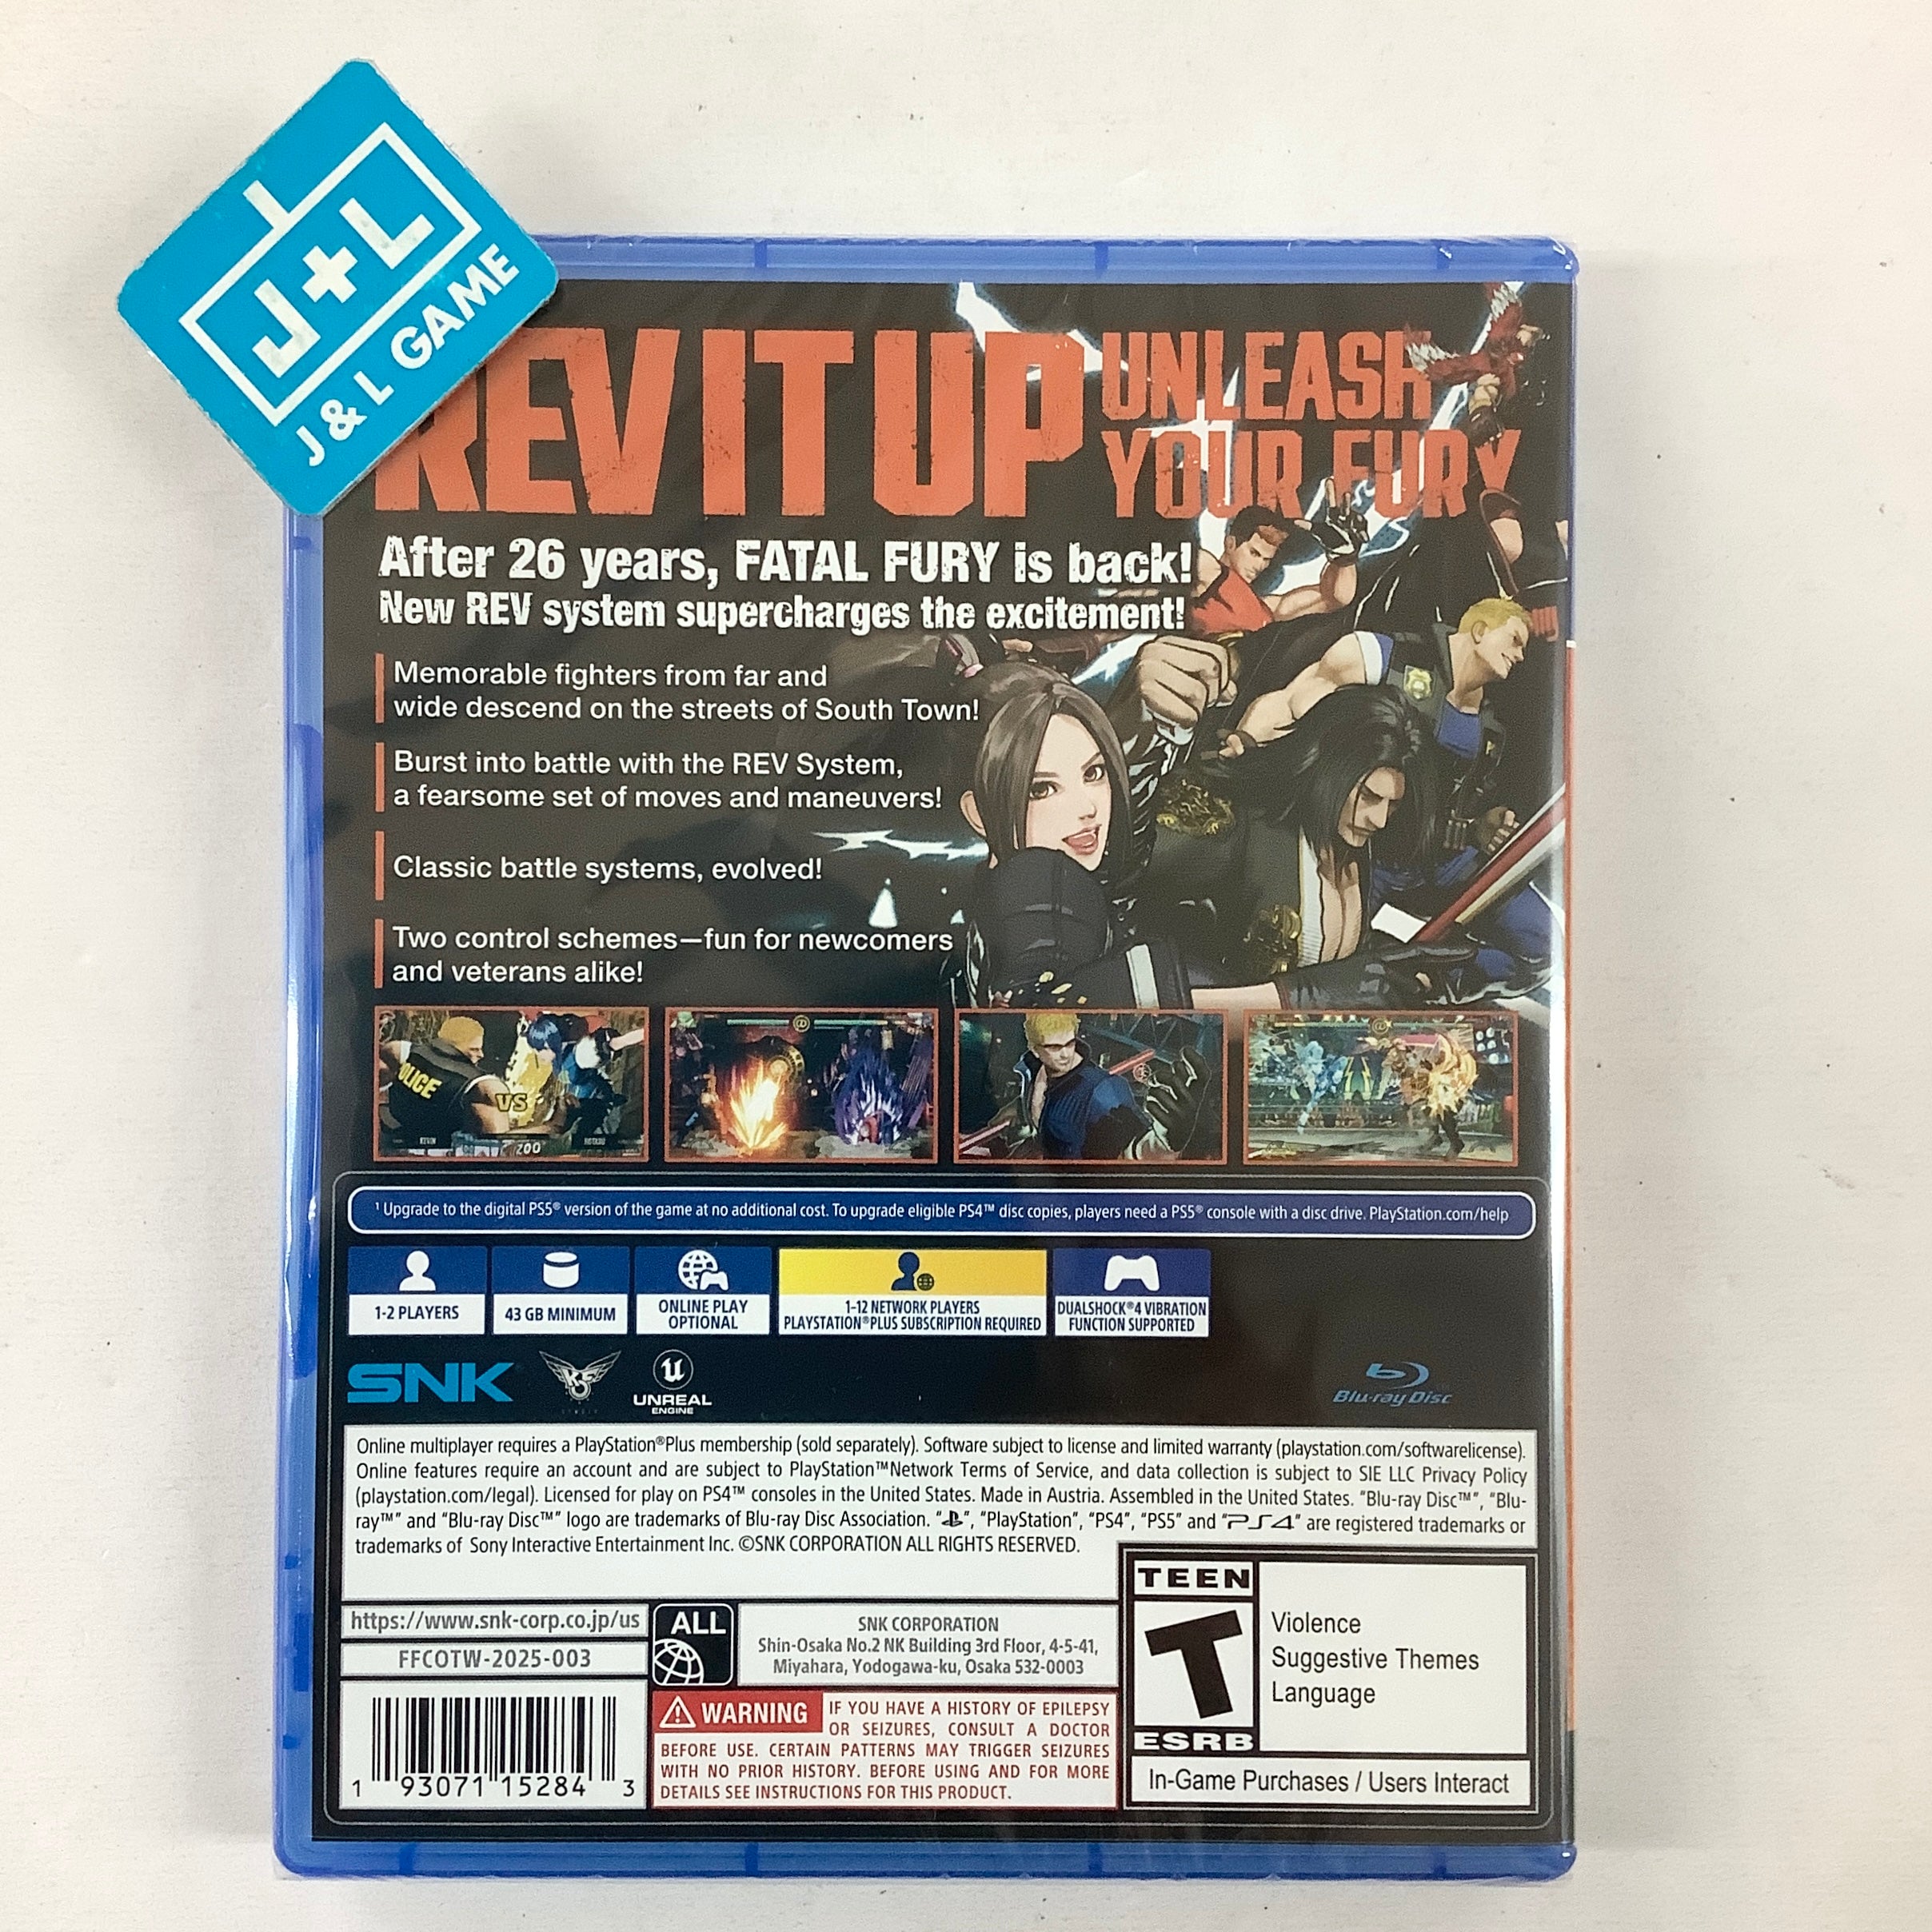 J+L
J & L GAME
REV IT UP
UNLEASH
YOUR FURY
After 26 years, FATAL FURY is back!
New REV system supercharges the excitement!
Memorable fighters from far and
wide descend on the streets of South Town!
Burst into battle with the REV System,
a fearsome set of moves and maneuvers!
Classic battle systems, evolved!
Two control schemes—fun for newcomers
and veterans alike!
POLICE
VS
KEVIN
HOTARU
200
¹ Upgrade to the digital PS5® version of the game at no additional cost. To upgrade eligible PS4™ disc copies, players need a PS5® console with a disc drive. PlayStation.com/help
1-2 PLAYERS
43 GB MINIMUM
ONLINE PLAY
OPTIONAL
1-12 NETWORK PLAYERS
PLAYSTATION®PLUS SUBSCRIPTION REQUIRED
DUALSHOCK®4 VIBRATION
FUNCTION SUPPORTED
SNK
UNREAL
ENGINE
Blu-ray Disc
Online multiplayer requires a PlayStation®Plus membership (sold separately). Software subject to license and limited warranty (playstation.com/softwarelicense).
Online features require an account and are subject to PlayStation™Network Terms of Service, and data collection is subject to SIE LLC Privacy Policy
(playstation.com/legal). Licensed for play on PS4™ consoles in the United States. Made in Austria. Assembled in the United States. "Blu-ray Disc™", "Blu-
ray™" and "Blu-ray Disc™" logo are trademarks of Blu-ray Disc Association. "PS", "PlayStation", "PS4", "PS5" and "PS4" are registered trademarks or
trademarks of Sony Interactive Entertainment Inc. ©SNK CORPORATION ALL RIGHTS RESERVED.
https://www.snk-corp.co.jp/us
FFCOTW-2025-003
1 93071 15284 3
ALL
SNK CORPORATION
Shin-Osaka No.2 NK Building 3rd Floor, 4-5-41,
Miyahara, Yodogawa-ku, Osaka 532-0003
WARNING IF YOU HAVE A HISTORY OF EPILEPSY
OR SEIZURES, CONSULT A DOCTOR
BEFORE USE. CERTAIN PATTERNS MAY TRIGGER SEIZURES
WITH NO PRIOR HISTORY. BEFORE USING AND FOR MORE
DETAILS SEE INSTRUCTIONS FOR THIS PRODUCT.
TEEN
T
ESRB
Violence
Suggestive Themes
Language
In-Game Purchases / Users Interact